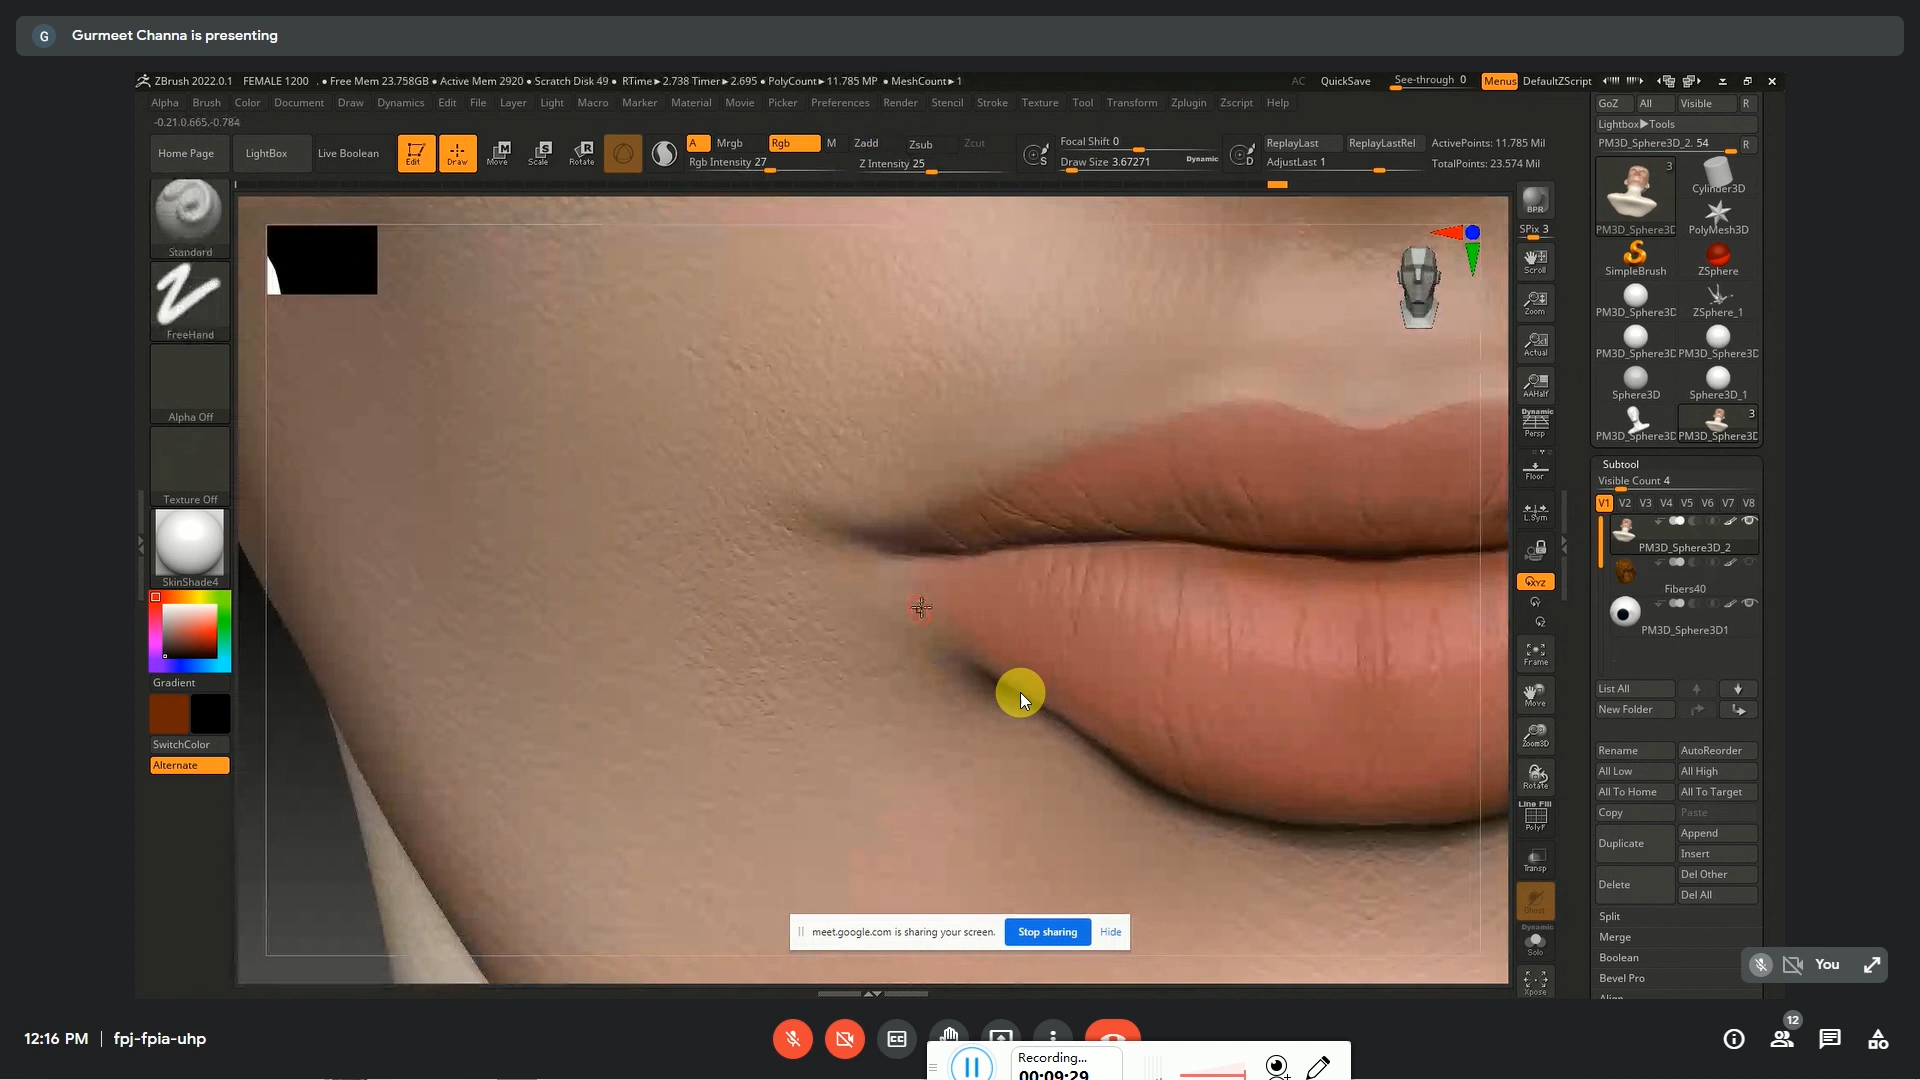 G Gurmeet Channa is presenting
ZBrush 2022.0.1 FEMALE 1200 . • Free Mem 23.758GB • Active Mem 2920 • Scratch Disk 49 • RTime►2.738 Timer►2.695 • PolyCount►11.785 MP • MeshCount►1 AC QuickSave See-through 0 Menus DefaultZScript
Alpha Brush Color Document Draw Dynamics Edit File Layer Light Macro Marker Material Movie Picker Preferences Render Stencil Stroke Texture Tool Transform Zplugin Zscript Help
-0.21,0.665,-0.784
Home Page LightBox Live Boolean Edit Draw Move Scale Rotate
A Mrgb Rgb M Zadd Zsub Zcut
Rgb Intensity 27 Z Intensity 25
Focal Shift 0
Draw Size 3.67271 Dynamic
ReplayLast ReplayLastRel ActivePoints: 11.785 Mil
AdjustLast 1 TotalPoints: 23.574 Mil
Standard
FreeHand
Alpha Off
Texture Off
SkinShade4
Gradient
SwitchColor
Alternate
BPR
SPix 3
Scroll
Zoom
Actual
AAHalf
Dynamic
Persp
Floor
L.Sym
XYZ
Frame
Move
Zoom3D
Rotate
Line Fill
PolyF
Transp
Ghost
Dynamic
Solo
Xpose
GoZ All Visible R
Lightbox►Tools
PM3D_Sphere3D_2. 54 R
3
Cylinder3D
PM3D_Sphere3D PolyMesh3D
SimpleBrush ZSphere
PM3D_Sphere3D ZSphere_1
PM3D_Sphere3D PM3D_Sphere3D
Sphere3D Sphere3D_1
3
PM3D_Sphere3D PM3D_Sphere3D
Subtool
Visible Count 4
V1 V2 V3 V4 V5 V6 V7 V8
PM3D_Sphere3D_2
Fibers40
PM3D_Sphere3D1
List All
New Folder
Rename AutoReorder
All Low All High
All To Home All To Target
Copy Paste
Duplicate Append
Insert
Delete Del Other
Del All
Split
Merge
Boolean
Bevel Pro
meet.google.com is sharing your screen. Stop sharing Hide
You
12:16 PM | fpj-fpia-uhp
12
Recording...
00:09:29